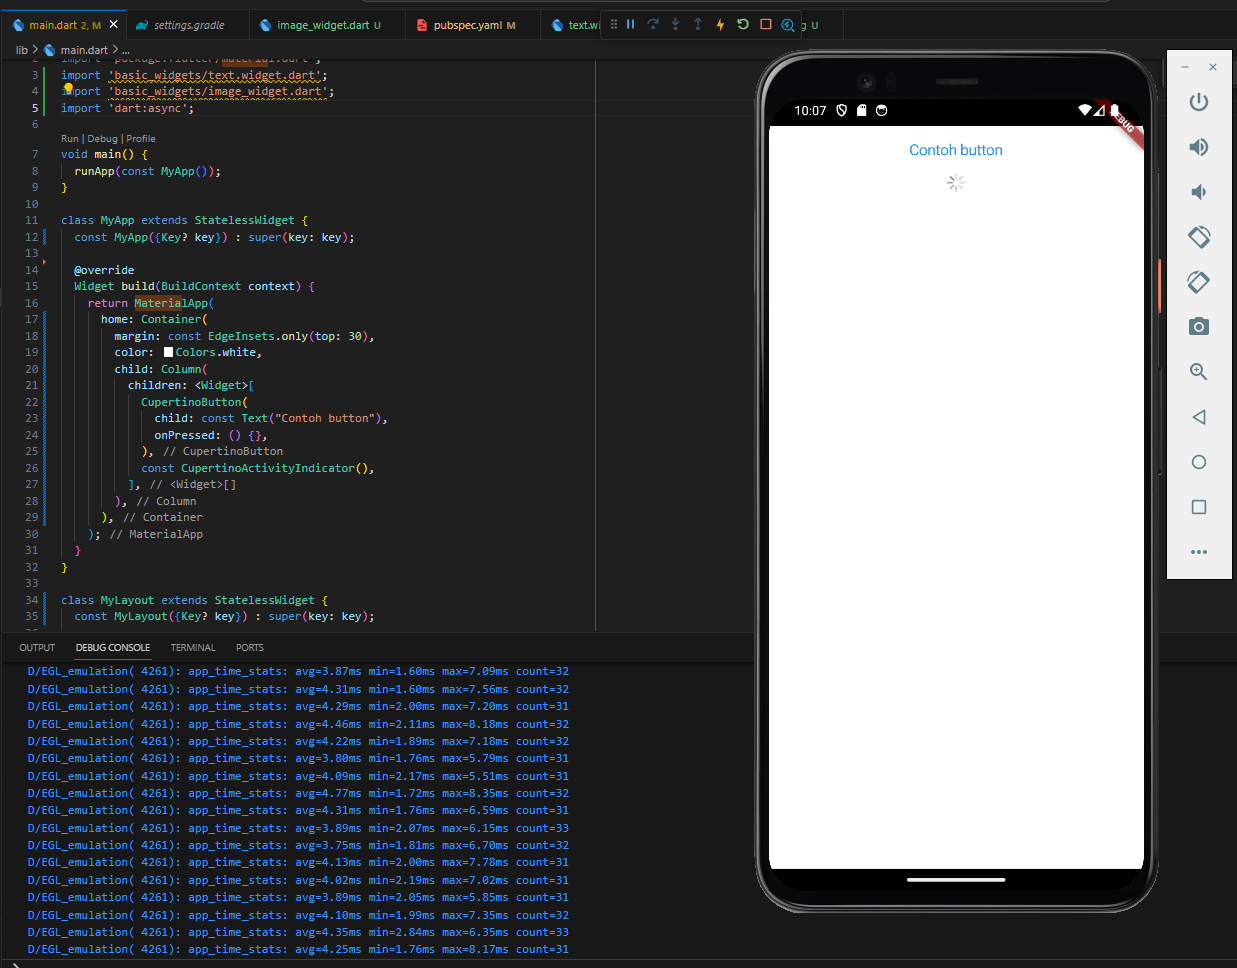 main.dart 2, M
settings.gradle
image_widget.dart U
pubspec.yaml M
text.wi
g U
lib > main.dart > ...
2 import 'package:flutter/material.dart';
3 import 'basic_widgets/text.widget.dart';
4 import 'basic_widgets/image_widget.dart';
5 import 'dart:async';
6
Run | Debug | Profile
7 void main() {
8 runApp(const MyApp());
9 }
10
11 class MyApp extends StatelessWidget {
12 const MyApp({Key? key}) : super(key: key);
13
14 @override
15 Widget build(BuildContext context) {
16 return MaterialApp(
17 home: Container(
18 margin: const EdgeInsets.only(top: 30),
19 color: Colors.white,
20 child: Column(
21 children: <Widget>[
22 CupertinoButton(
23 child: const Text("Contoh button"),
24 onPressed: () {},
25 ), // CupertinoButton
26 const CupertinoActivityIndicator(),
27 ], // <Widget>[]
28 ), // Column
29 ), // Container
30 ); // MaterialApp
31 }
32 }
33
34 class MyLayout extends StatelessWidget {
35 const MyLayout({Key? key}) : super(key: key);
OUTPUT DEBUG CONSOLE TERMINAL PORTS
D/EGL_emulation( 4261): app_time_stats: avg=3.87ms min=1.60ms max=7.09ms count=32
D/EGL_emulation( 4261): app_time_stats: avg=4.31ms min=1.60ms max=7.56ms count=32
D/EGL_emulation( 4261): app_time_stats: avg=4.29ms min=2.00ms max=7.20ms count=31
D/EGL_emulation( 4261): app_time_stats: avg=4.46ms min=2.11ms max=8.18ms count=32
D/EGL_emulation( 4261): app_time_stats: avg=4.22ms min=1.89ms max=7.18ms count=32
D/EGL_emulation( 4261): app_time_stats: avg=3.80ms min=1.76ms max=5.79ms count=31
D/EGL_emulation( 4261): app_time_stats: avg=4.09ms min=2.17ms max=5.51ms count=31
D/EGL_emulation( 4261): app_time_stats: avg=4.77ms min=1.72ms max=8.35ms count=32
D/EGL_emulation( 4261): app_time_stats: avg=4.31ms min=1.76ms max=6.59ms count=31
D/EGL_emulation( 4261): app_time_stats: avg=3.89ms min=2.07ms max=6.15ms count=33
D/EGL_emulation( 4261): app_time_stats: avg=3.75ms min=1.81ms max=6.70ms count=32
D/EGL_emulation( 4261): app_time_stats: avg=4.13ms min=2.00ms max=7.78ms count=31
D/EGL_emulation( 4261): app_time_stats: avg=4.02ms min=2.19ms max=7.02ms count=31
D/EGL_emulation( 4261): app_time_stats: avg=3.89ms min=2.05ms max=5.85ms count=31
D/EGL_emulation( 4261): app_time_stats: avg=4.10ms min=1.99ms max=7.35ms count=32
D/EGL_emulation( 4261): app_time_stats: avg=4.35ms min=2.84ms max=6.35ms count=33
D/EGL_emulation( 4261): app_time_stats: avg=4.25ms min=1.76ms max=8.17ms count=31
10:07
DEBUG
Contoh button